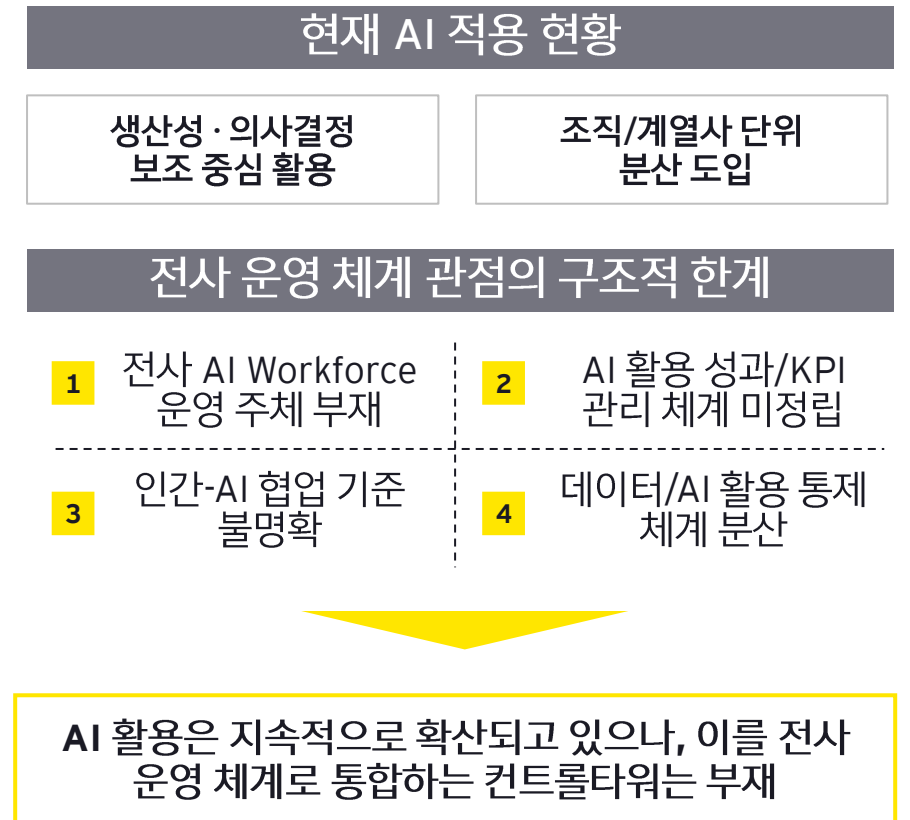 현재 AI 적용 현황
생산성 · 의사결정
보조 중심 활용
조직/계열사 단위
분산 도입
전사 운영 체계 관점의 구조적 한계
1
전사 AI Workforce
운영 주체 부재
2
AI 활용 성과/KPI
관리 체계 미정립
3
인간-AI 협업 기준
불명확
4
데이터/AI 활용 통제
체계 분산
AI 활용은 지속적으로 확산되고 있으나, 이를 전사
운영 체계로 통합하는 컨트롤타워는 부재